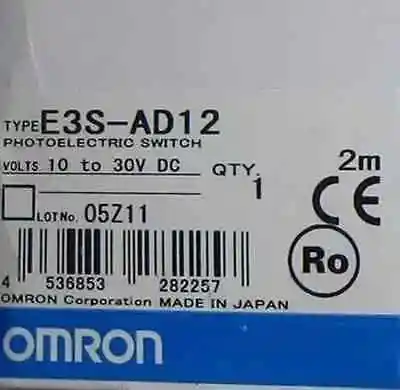 TYPE E3S-AD12
PHOTOELECTRIC SWITCH
VOLTS 10 to 30V DC QTY. 1 2m
LOT No. 05Z11
CE
Ro
4 536853 282257
OMRON Corporation MADE IN JAPAN
OMRON